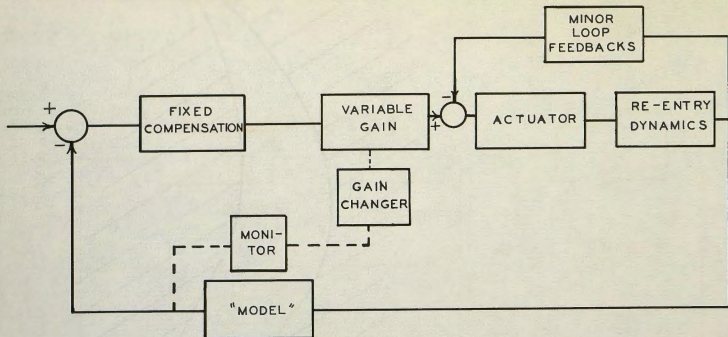 MINOR
LOOP
FEEDBACKS
+
-
FIXED
COMPENSATION
VARIABLE
GAIN
-
+
ACTUATOR
RE-ENTRY
DYNAMICS
GAIN
CHANGER
MONI-
TOR
"MODEL"